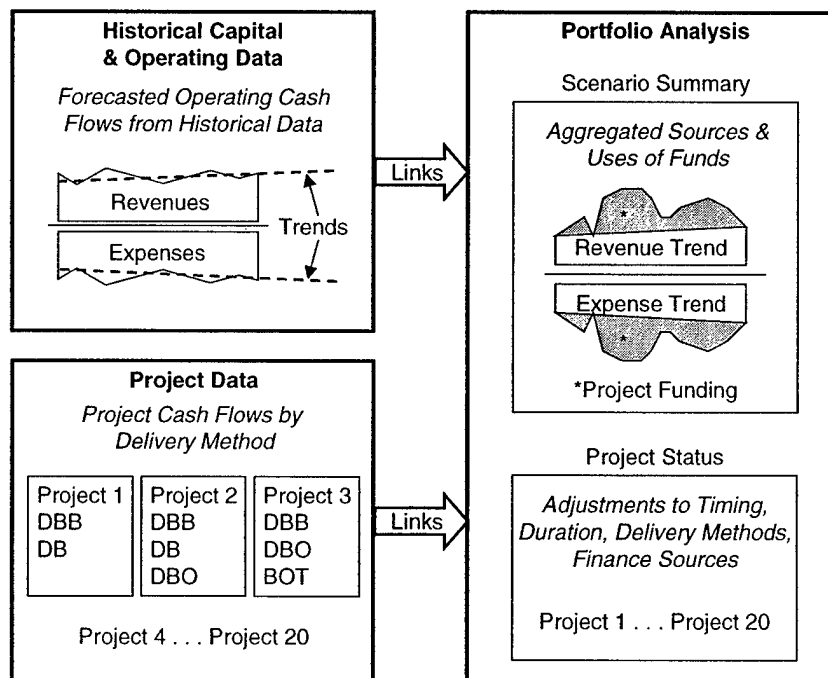 Historical Capital
& Operating Data
Forecasted Operating Cash
Flows from Historical Data
Revenues
Expenses
Trends
Links
Project Data
Project Cash Flows by
Delivery Method
Project 1
DBB
DB
Project 2
DBB
DB
DBO
Project 3
DBB
DBO
BOT
Project 4 . . . Project 20
Links
Portfolio Analysis
Scenario Summary
Aggregated Sources &
Uses of Funds
*
Revenue Trend
Expense Trend
*
*Project Funding
Project Status
Adjustments to Timing,
Duration, Delivery Methods,
Finance Sources
Project 1 . . . Project 20